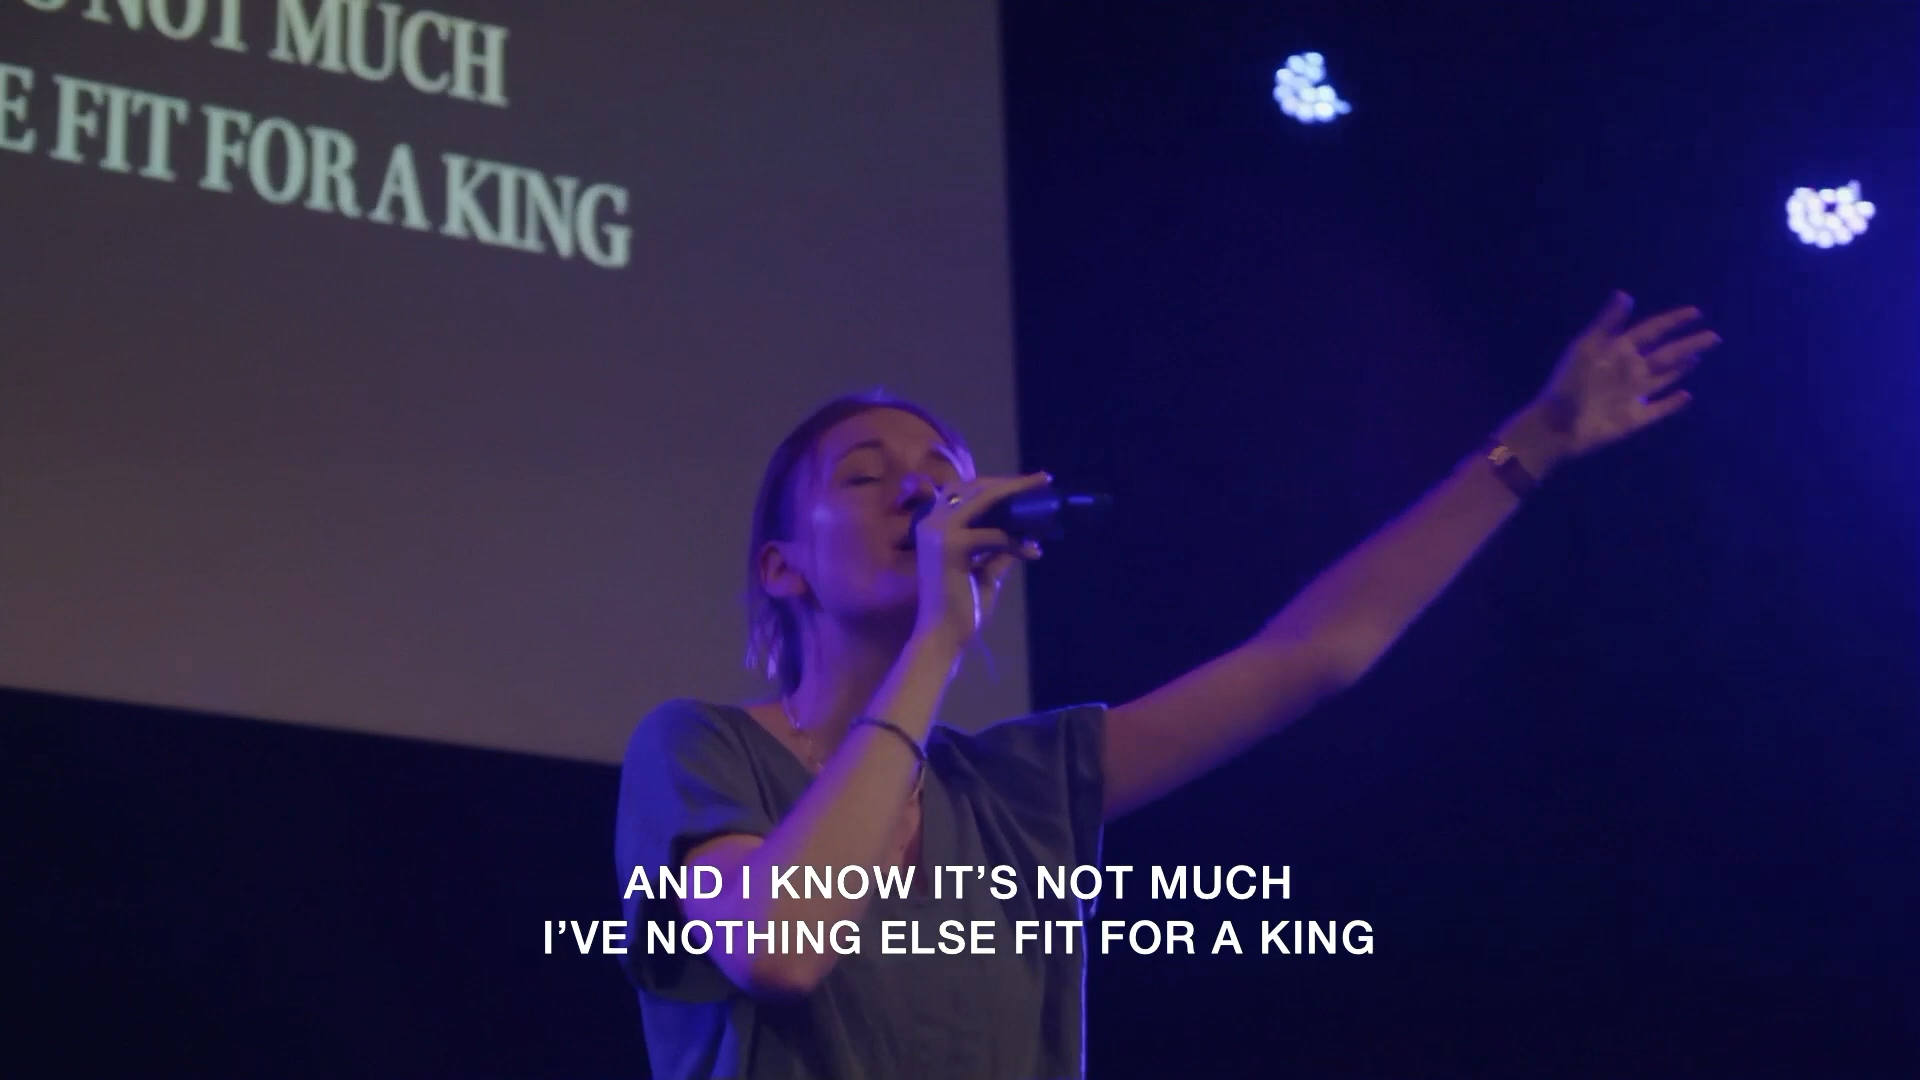 NOT MUCH
E FIT FOR A KING
AND I KNOW IT'S NOT MUCH
I'VE NOTHING ELSE FIT FOR A KING